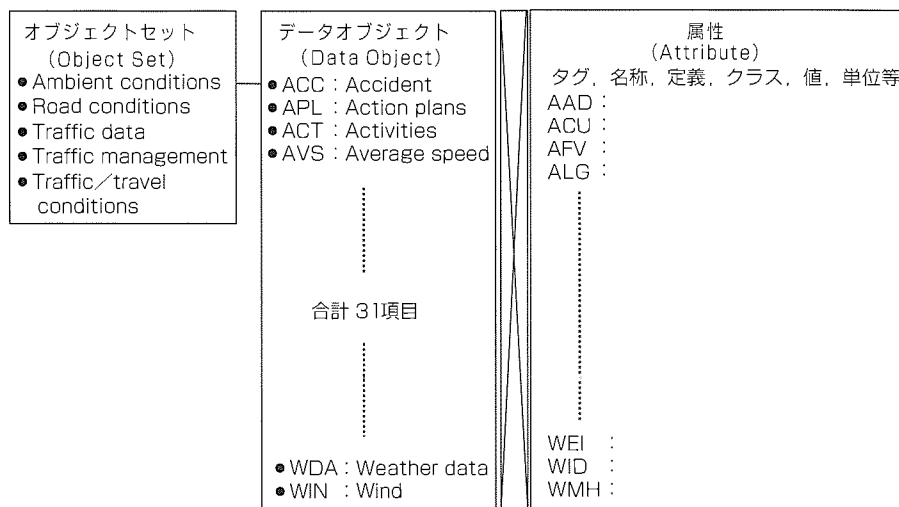 オブジェクトセット
(Object Set)
● Ambient conditions
● Road conditions
● Traffic data
● Traffic management
● Traffic／travel
conditions
データオブジェクト
(Data Object)
● ACC : Accident
● APL : Action plans
● ACT : Activities
● AVS : Average speed
合計 31項目
● WDA : Weather data
● WIN : Wind
属性
(Attribute)
タグ, 名称, 定義, クラス, 値, 単位等
AAD :
ACU :
AFV :
ALG :
WEI :
WID :
WMH :